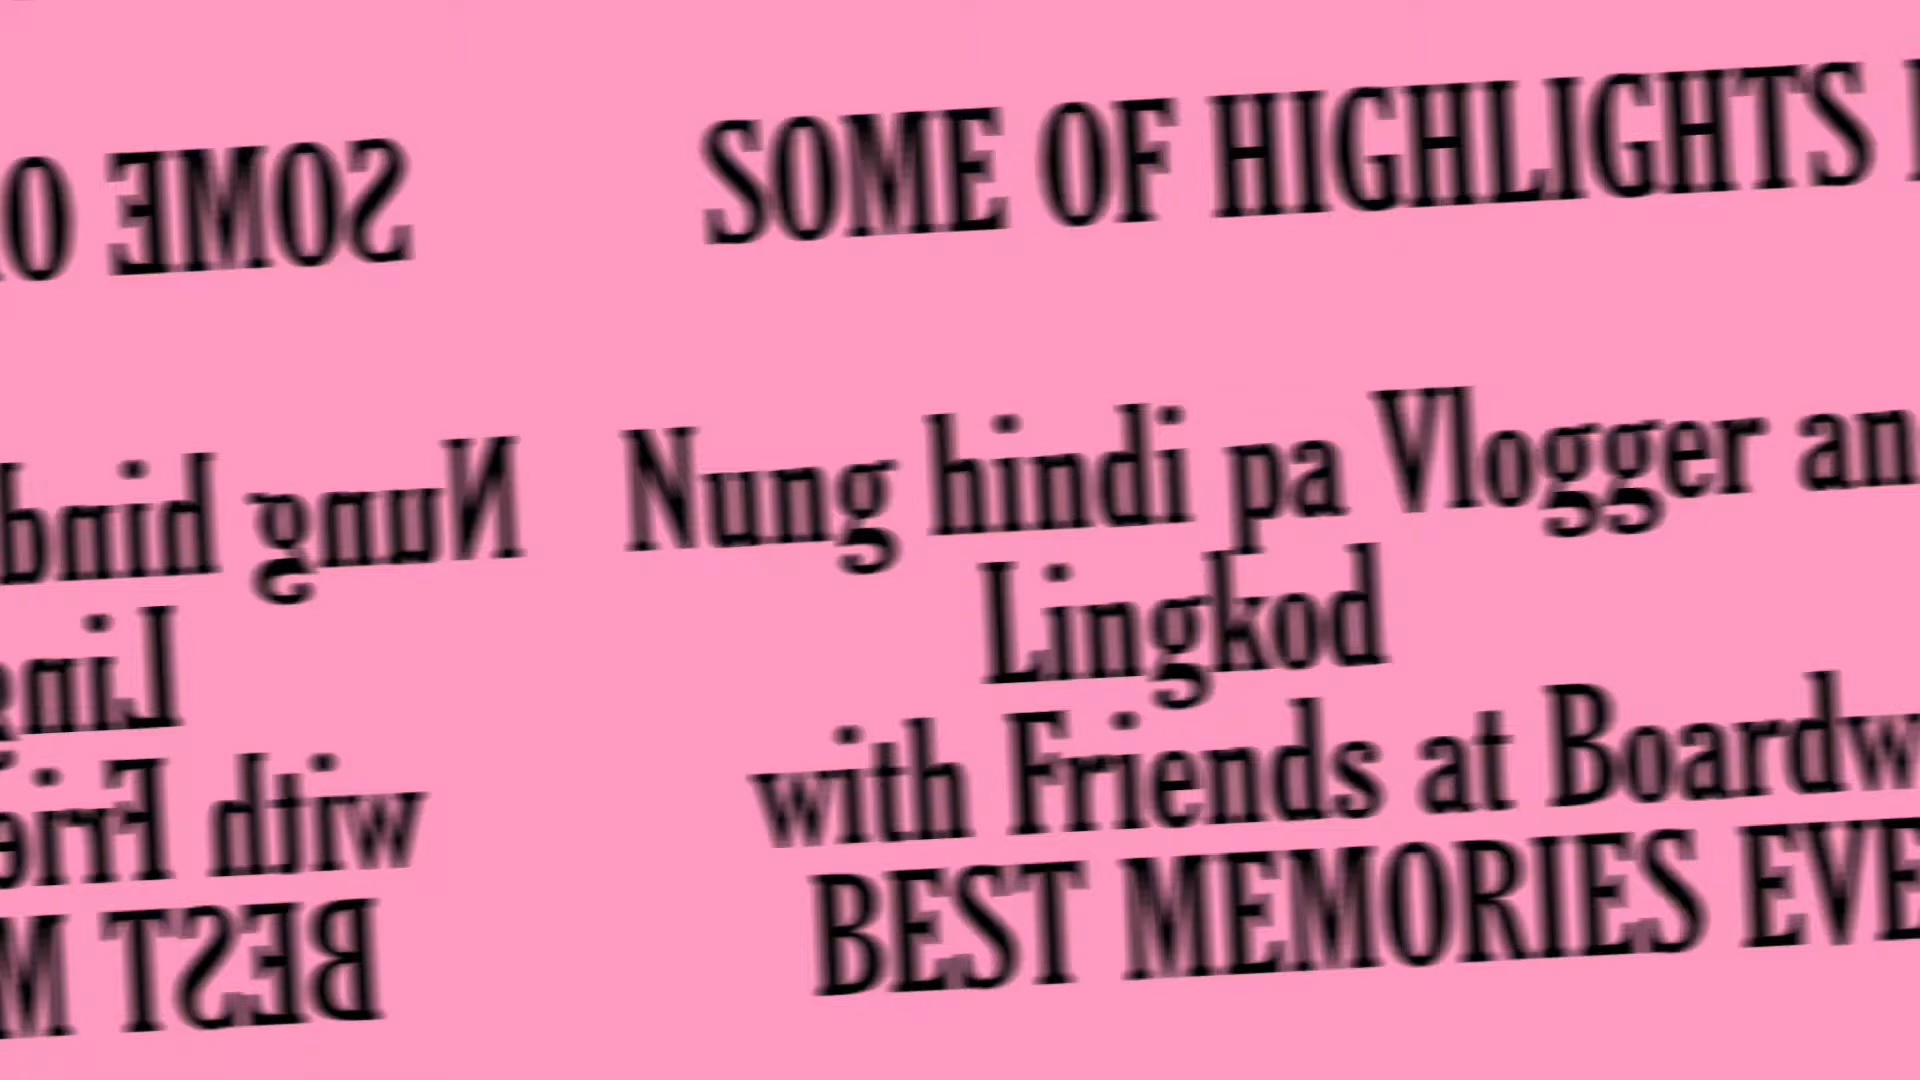 SOME OF HIGHLIGHTS
Nung hindi pa Vlogger an
Lingkod
with Friends at Boardw
BEST MEMORIES EVE